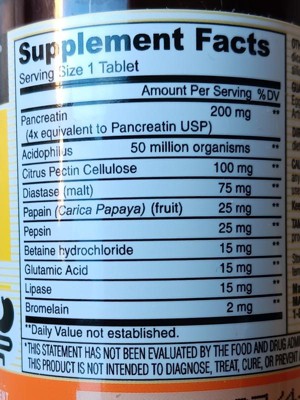 Supplement Facts
Serving Size 1 Tablet
Amount Per Serving %DV
Pancreatin 200 mg **
(4x equivalent to Pancreatin USP)
Acidophilus 50 million organisms **
Citrus Pectin Cellulose 100 mg **
Diastase (malt) 75 mg **
Papain (Carica Papaya) (fruit) 25 mg **
Pepsin 25 mg **
Betaine hydrochloride 15 mg **
Glutamic Acid 15 mg **
Lipase 15 mg **
Bromelain 2 mg **
**Daily Value not established.
*THIS STATEMENT HAS NOT BEEN EVALUATED BY THE FOOD AND DRUG
THIS PRODUCT IS NOT INTENDED TO DIAGNOSE, TREAT, CURE, OR PREVENT